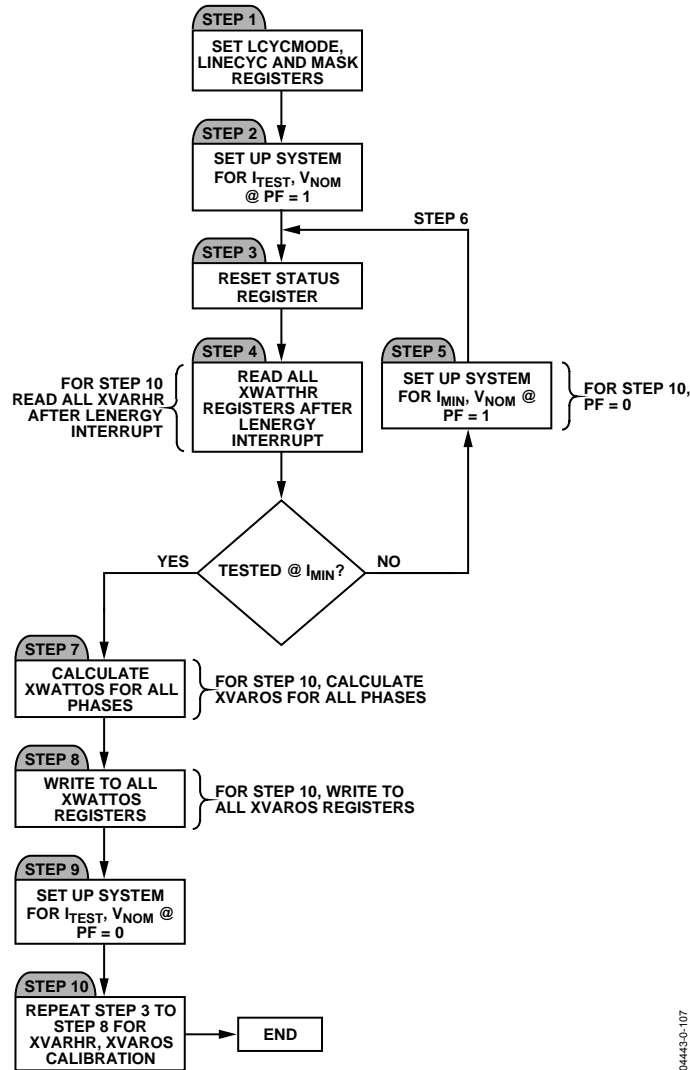 STEP 1
SET LCYCMODE,
LINECYC AND MASK
REGISTERS
STEP 2
SET UP SYSTEM
FOR ITEST, VNOM
@ PF = 1
STEP 6
STEP 3
RESET STATUS
REGISTER
STEP 4
READ ALL
XWATTHR
REGISTERS AFTER
LENERGY
INTERRUPT
FOR STEP 10
READ ALL XVARHR
AFTER LENERGY
INTERRUPT
STEP 5
SET UP SYSTEM
FOR IMIN, VNOM @
PF = 1
FOR STEP 10,
PF = 0
YES
TESTED @ IMIN?
NO
STEP 7
CALCULATE
XWATTOS FOR ALL
PHASES
FOR STEP 10, CALCULATE
XVAROS FOR ALL PHASES
STEP 8
WRITE TO ALL
XWATTOS
REGISTERS
FOR STEP 10, WRITE TO
ALL XVAROS REGISTERS
STEP 9
SET UP SYSTEM
FOR ITEST, VNOM @
PF = 0
STEP 10
REPEAT STEP 3 TO
STEP 8 FOR
XVARHR, XVAROS
CALIBRATION
END
04443-0-107